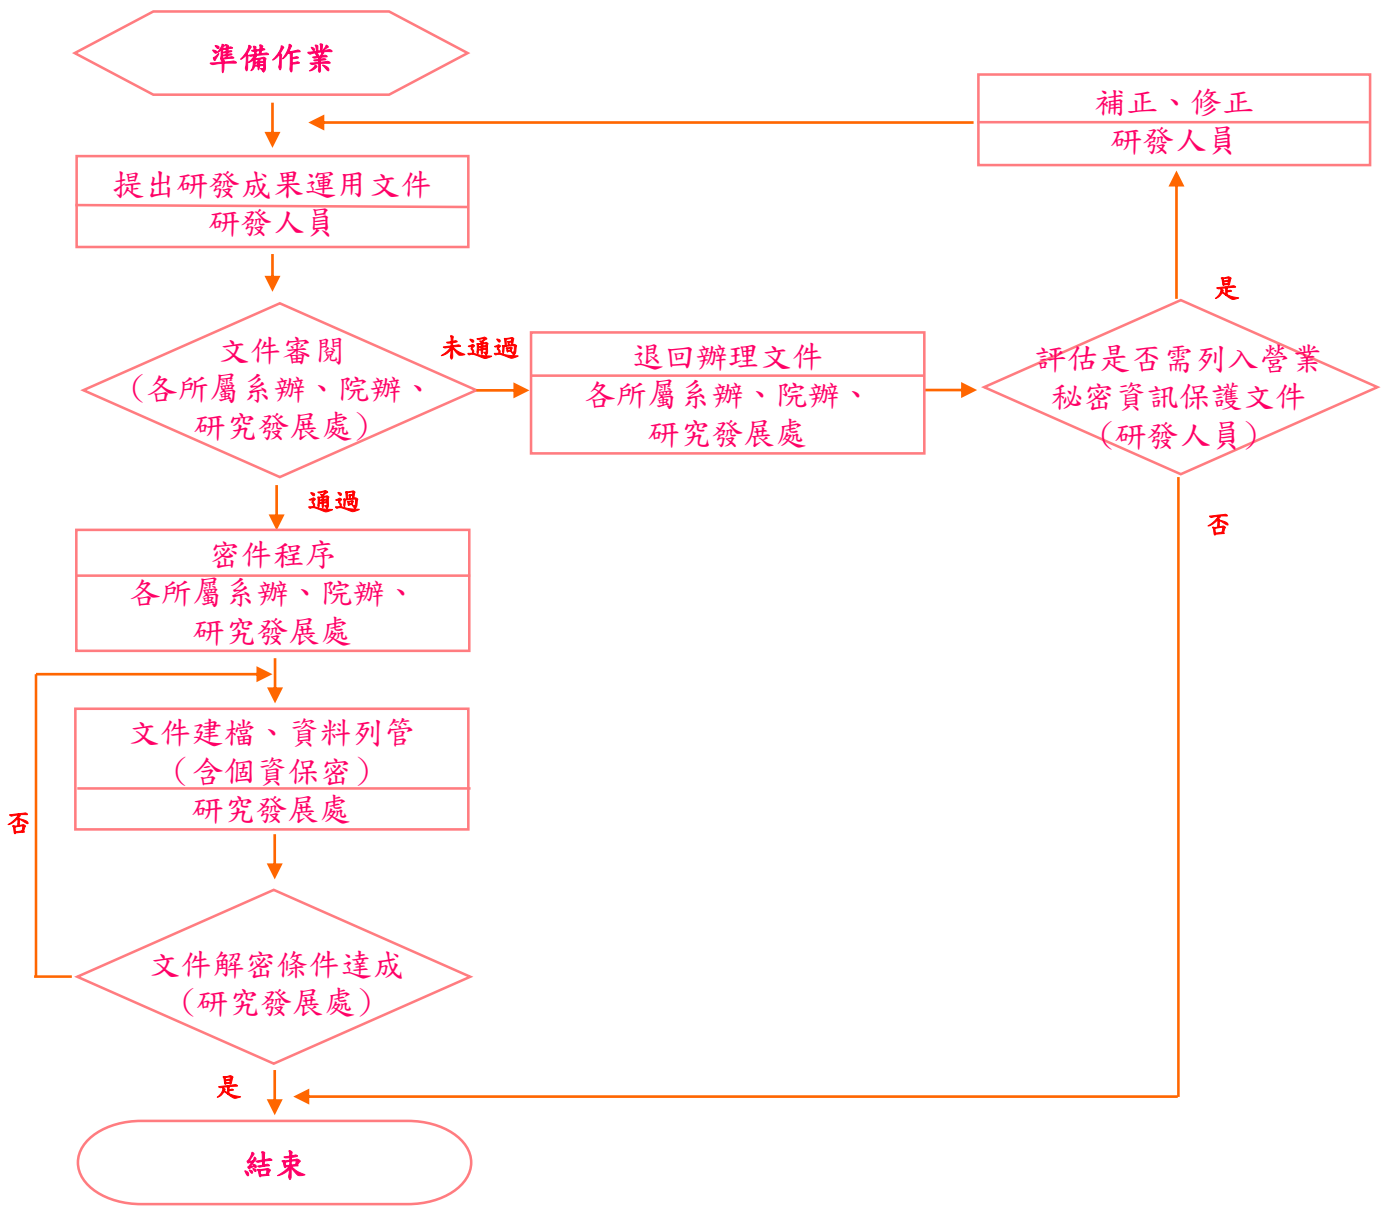 準備作業
補正、修正
研發人員
提出研發成果運用文件
研發人員
是
文件審閱
（各所屬系辦、院辦、
研究發展處）
未通過
退回辦理文件
各所屬系辦、院辦、
研究發展處
評估是否需列入營業
秘密資訊保護文件
（研發人員）
通過
否
密件程序
各所屬系辦、院辦、
研究發展處
文件建檔、資料列管
（含個資保密）
研究發展處
否
文件解密條件達成
（研究發展處）
是
結束